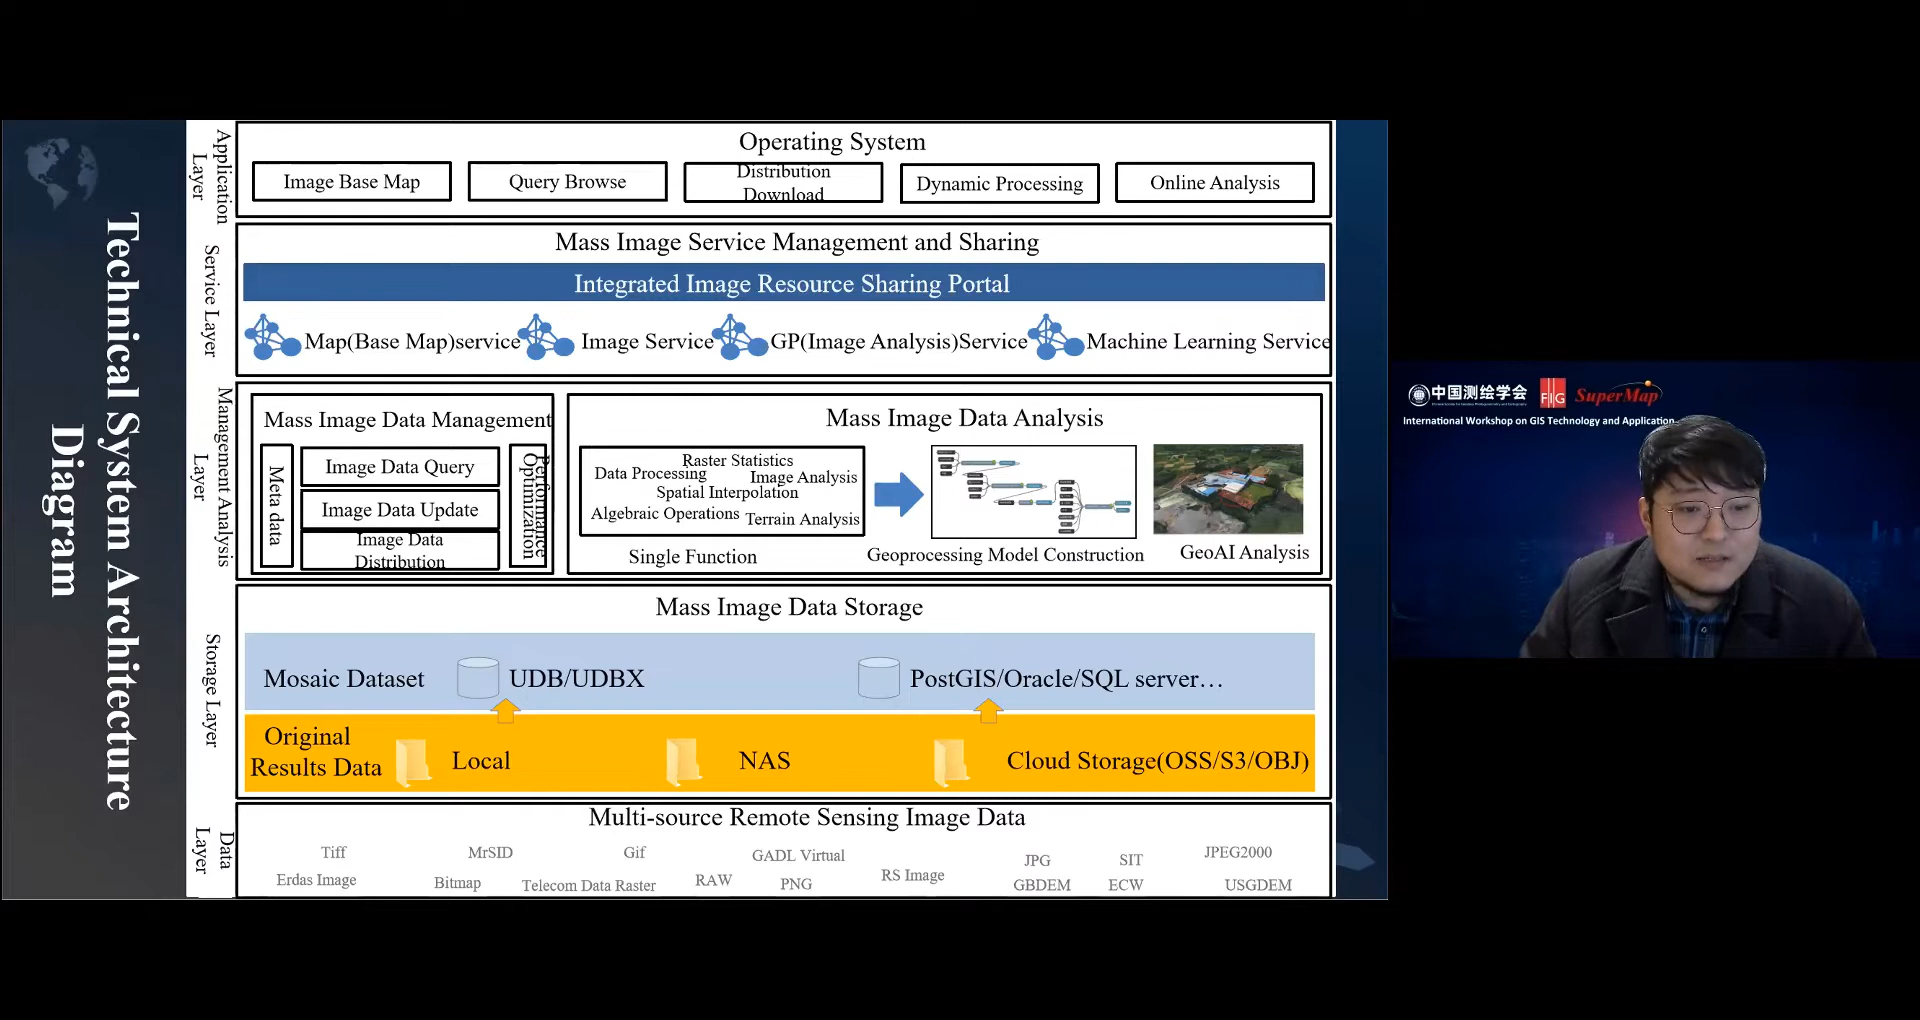 Technical System Architecture
Diagram
Application
Layer
Operating System
Image Base Map
Query Browse
Distribution
Download
Dynamic Processing
Online Analysis
Service Layer
Mass Image Service Management and Sharing
Integrated Image Resource Sharing Portal
Map(Base Map)service
Image Service
GP(Image Analysis)Service
Machine Learning Service
Management Analysis
Layer
Mass Image Data Management
Meta data
Image Data Query
Image Data Update
Image Data
Distribution
Performance
Optimization
Mass Image Data Analysis
Raster Statistics
Data Processing
Image Analysis
Spatial Interpolation
Algebraic Operations
Terrain Analysis
Single Function
Geoprocessing Model Construction
GeoAI Analysis
Storage Layer
Mass Image Data Storage
Mosaic Dataset
UDB/UDBX
PostGIS/Oracle/SQL server…
Original
Results Data
Local
NAS
Cloud Storage(OSS/S3/OBJ)
Data
Layer
Multi-source Remote Sensing Image Data
Tiff
MrSID
Gif
GADL Virtual
RS Image
JPG
SIT
JPEG2000
Erdas Image
Bitmap
Telecom Data Raster
RAW
PNG
GBDEM
ECW
USGDEM
中国测绘学会
FIG
SuperMap
International Workshop on GIS Technology and Application